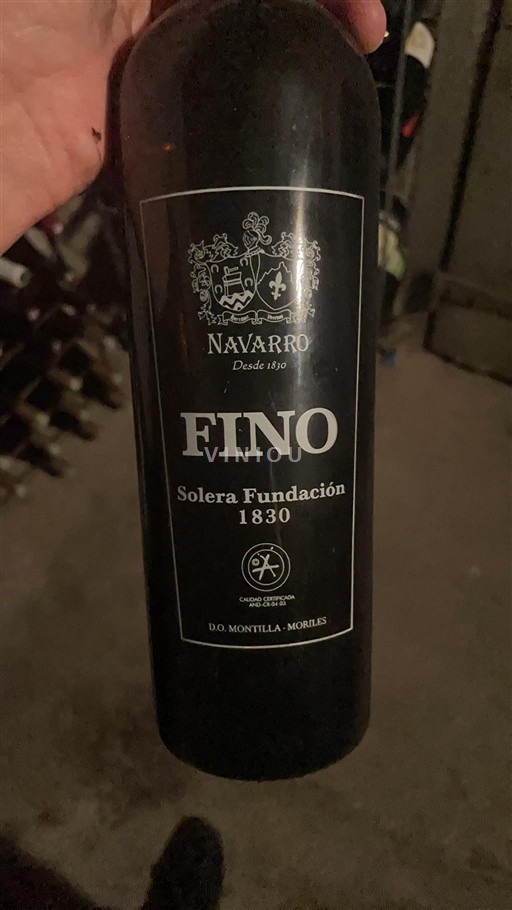 NAVARRO
Desde 1830
FINO
VINIOU
Solera Fundación
1830
CALIDAD CERTIFICADA
D.O. MONTILLA - MORILES